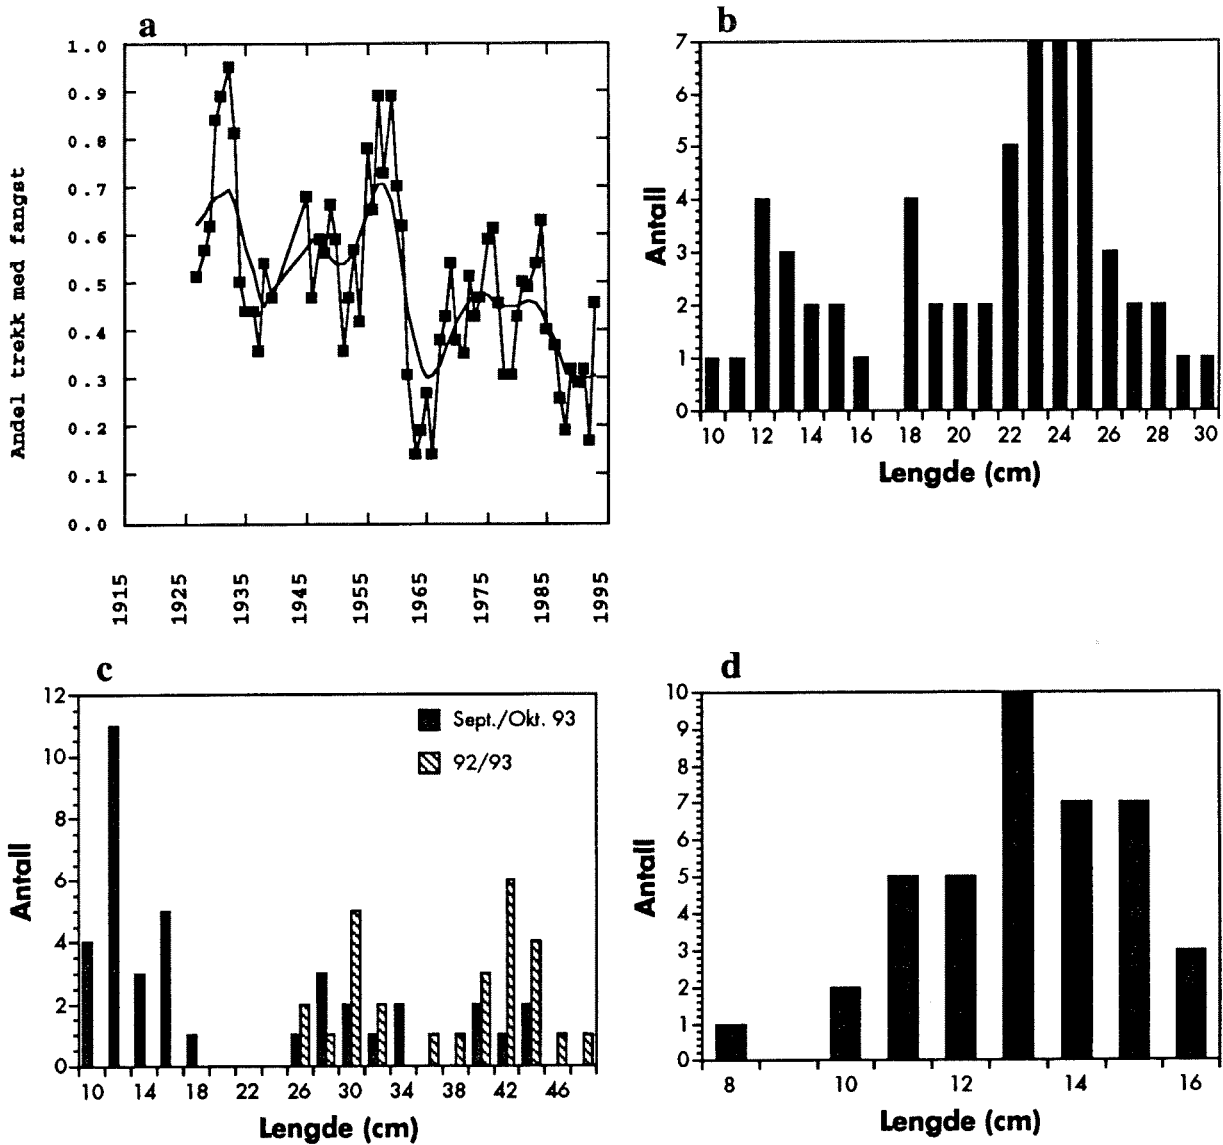 a
1.0
0.9
0.8
0.7
0.6
0.5
0.4
0.3
0.2
0.1
0.0
Andel trekk med fangst
1915 1925 1935 1945 1955 1965 1975 1985 1995
b
7
6
5
4
3
2
1
0
Antall
10 12 14 16 18 20 22 24 26 28 30
Lengde (cm)
c
12
10
8
6
4
2
0
Antall
Sept./Okt. 93
92/93
10 14 18 22 26 30 34 38 42 46
Lengde (cm)
d
10
9
8
7
6
5
4
3
2
1
0
Antall
8 10 12 14 16
Lengde (cm)